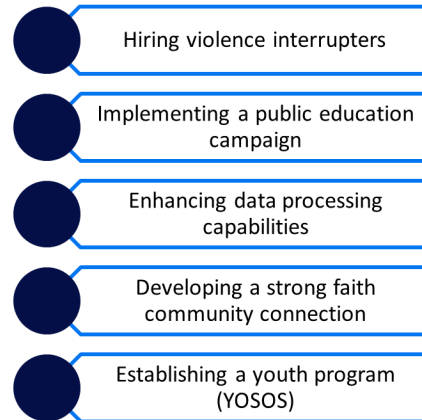 Hiring violence interrupters
Implementing a public education
campaign
Enhancing data processing
capabilities
Developing a strong faith
community connection
Establishing a youth program
(YOSOS)